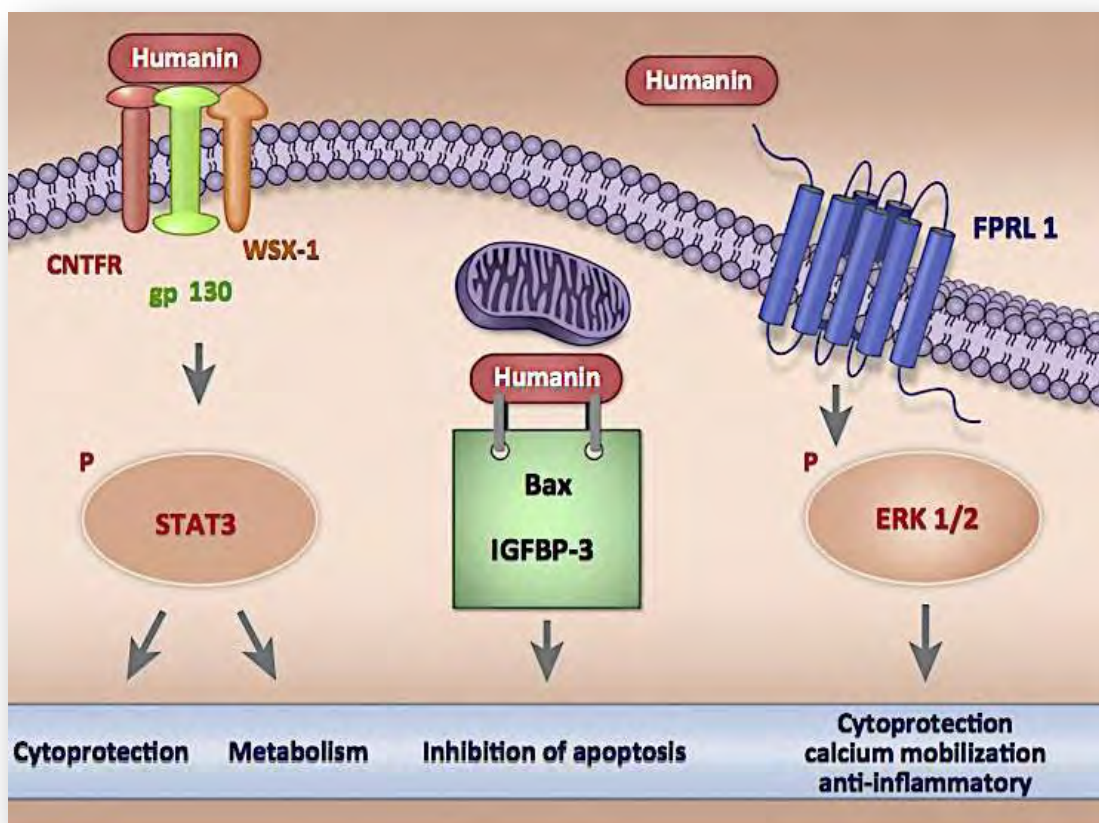 Humanin
Humanin
CNTFR
WSX-1
gp 130
FPRL 1
Humanin
Bax
IGFBP-3
P
STAT3
P
ERK 1/2
Cytoprotection
Metabolism
Inhibition of apoptosis
Cytoprotection
calcium mobilization
anti-inflammatory